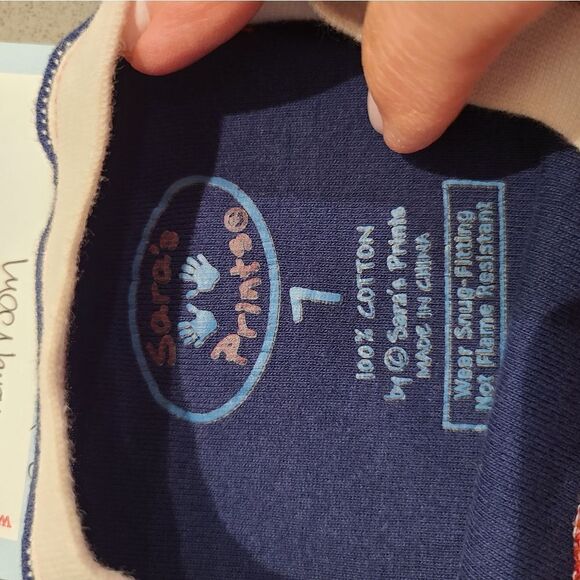 Sara's
Prints©
7
100% COTTON
by © Sara's Prints
MADE IN CHINA
Wear Snug-Fitting
Not Flame Resistant